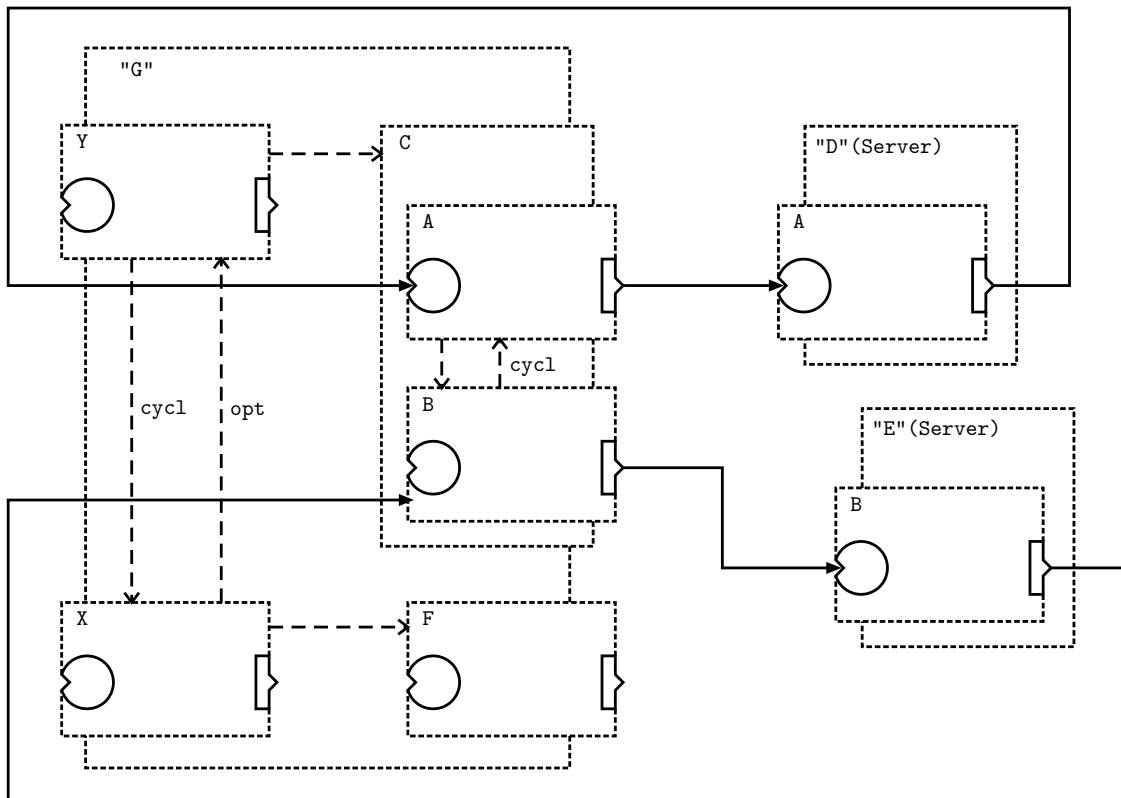 "G"
Y
C
"D"(Server)
A
A
cycl
B
cycl
opt
"E"(Server)
B
X
F